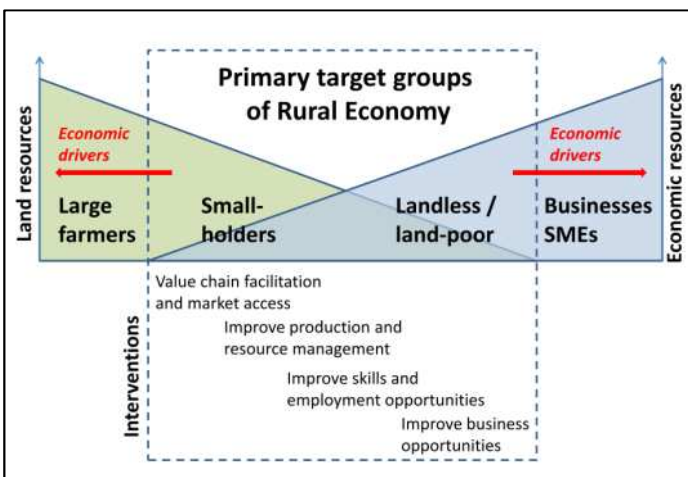 Primary target groups
of Rural Economy
Land resources
Economic
drivers
Economic
drivers
Economic resources
Large
farmers
Small-
holders
Landless /
land-poor
Businesses
SMEs
Interventions
Value chain facilitation
and market access
Improve production and
resource management
Improve skills and
employment opportunities
Improve business
opportunities